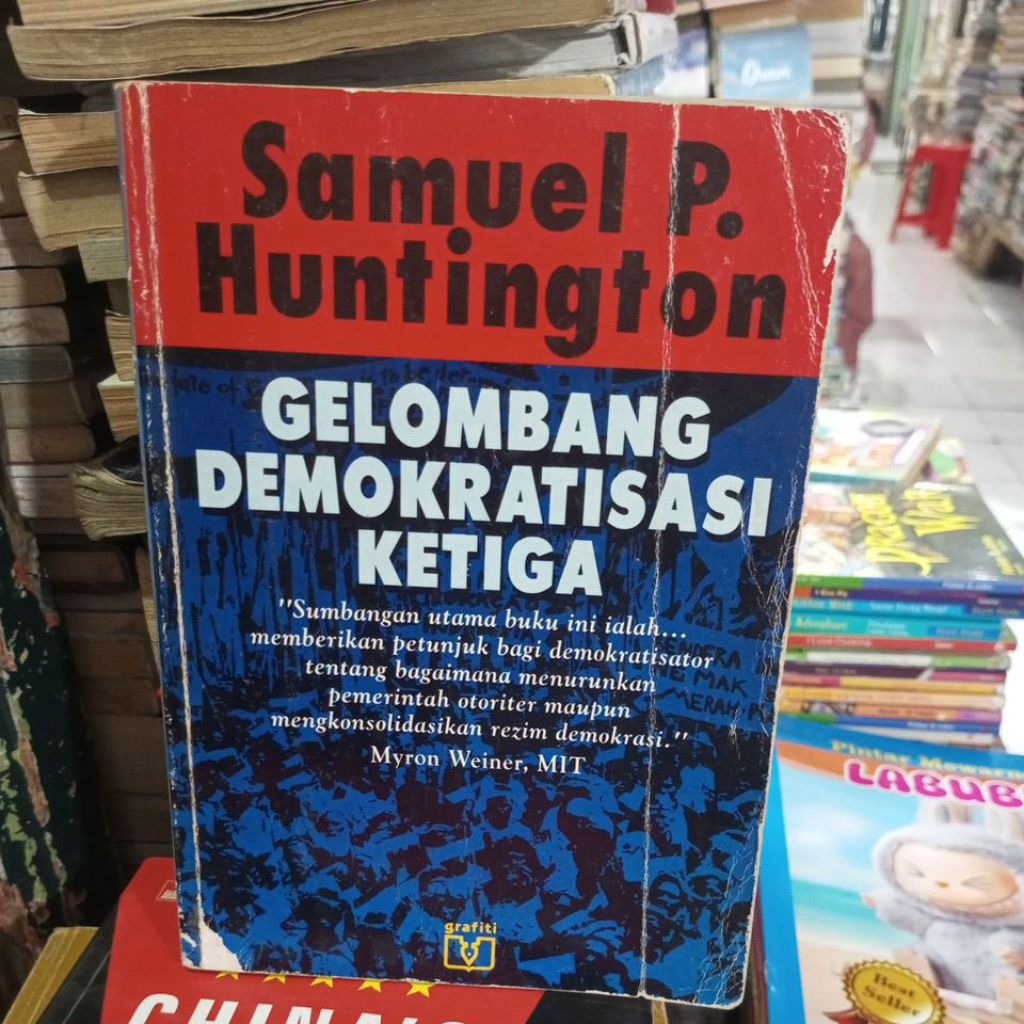 Samuel P.
Huntington
GELOMBANG
DEMOKRATISASI
KETIGA
"Sumbangan utama buku ini ialah...
memberikan petunjuk bagi demokratisator
tentang bagaimana menurunkan
pemerintah otoriter maupun
mengkonsolidasikan rezim demokrasi."
Myron Weiner, MIT
grafiti
LABUB
Best
Seller